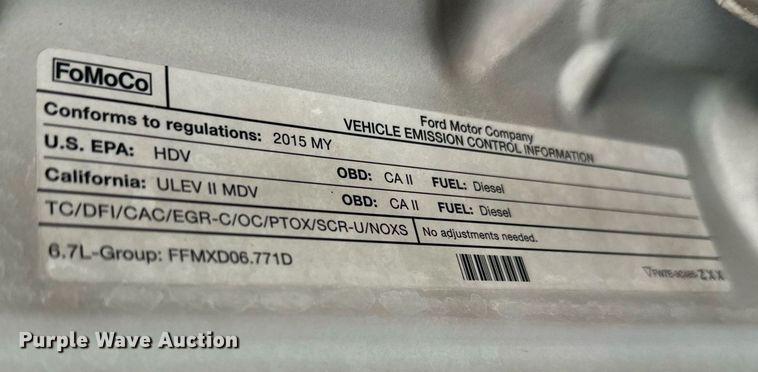 FoMoCo
Ford Motor Company
VEHICLE EMISSION CONTROL INFORMATION
Conforms to regulations: 2015 MY
U.S. EPA: HDV OBD: CA II FUEL: Diesel
California: ULEV II MDV OBD: CA II FUEL: Diesel
TC/DFI/CAC/EGR-C/OC/PTOX/SCR-U/NOXS No adjustments needed.
6.7L-Group: FFMXD06.771D
Purple Wave Auction